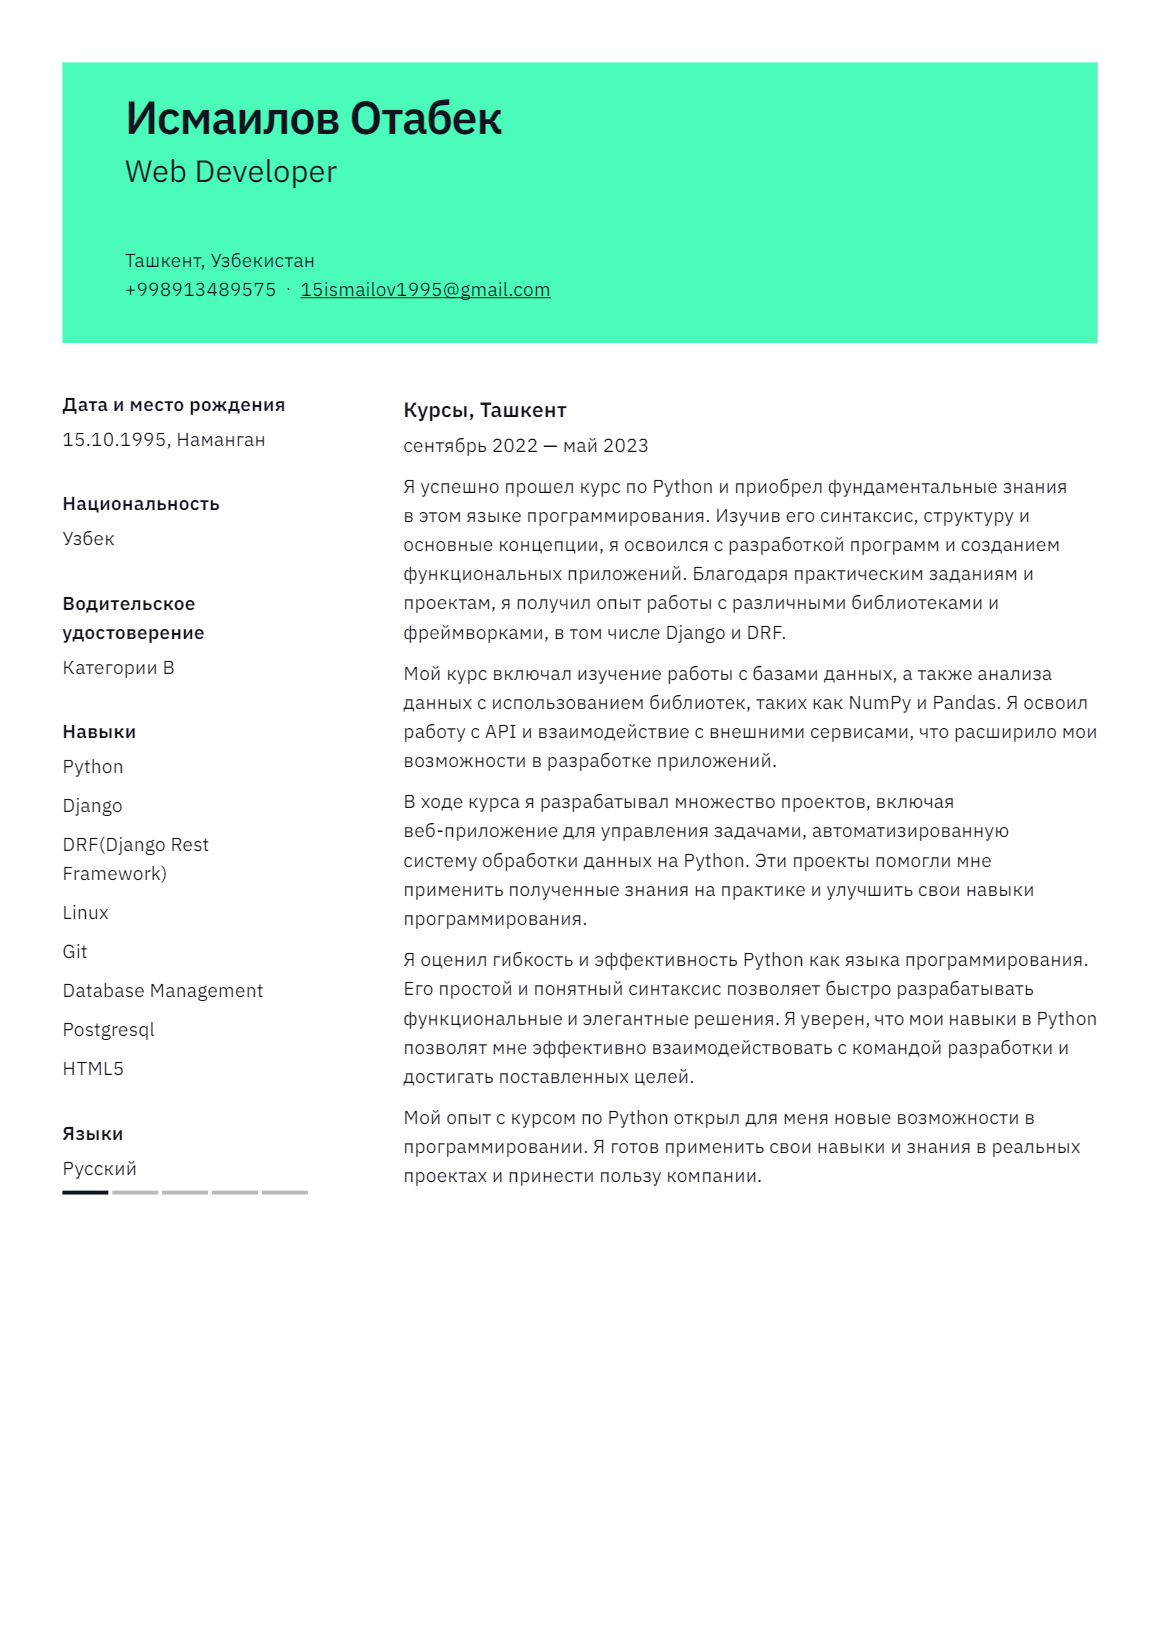 Исмаилов Отабек
Web Developer
Ташкент, Узбекистан
+998913489575 · 15ismailov1995@gmail.com
Дата и место рождения
15.10.1995, Наманган
Национальность
Узбек
Водительское
удостоверение
Категории B
Навыки
Python
Django
DRF(Django Rest
Framework)
Linux
Git
Database Management
Postgresql
HTML5
Языки
Русский
Курсы, Ташкент
сентябрь 2022 — май 2023
Я успешно прошел курс по Python и приобрел фундаментальные знания
в этом языке программирования. Изучив его синтаксис, структуру и
основные концепции, я освоился с разработкой программ и созданием
функциональных приложений. Благодаря практическим заданиям и
проектам, я получил опыт работы с различными библиотеками и
фреймворками, в том числе Django и DRF.
Мой курс включал изучение работы с базами данных, а также анализа
данных с использованием библиотек, таких как NumPy и Pandas. Я освоил
работу с API и взаимодействие с внешними сервисами, что расширило мои
возможности в разработке приложений.
В ходе курса я разрабатывал множество проектов, включая
веб-приложение для управления задачами, автоматизированную
систему обработки данных на Python. Эти проекты помогли мне
применить полученные знания на практике и улучшить свои навыки
программирования.
Я оценил гибкость и эффективность Python как языка программирования.
Его простой и понятный синтаксис позволяет быстро разрабатывать
функциональные и элегантные решения. Я уверен, что мои навыки в Python
позволят мне эффективно взаимодействовать с командой разработки и
достигать поставленных целей.
Мой опыт с курсом по Python открыл для меня новые возможности в
программировании. Я готов применить свои навыки и знания в реальных
проектах и принести пользу компании.